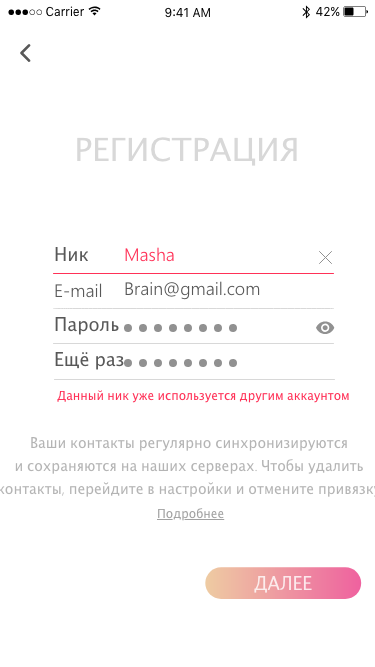 Carrier 9:41 AM 42%
РЕГИСТРАЦИЯ
Ник Masha
E-mail Brain@gmail.com
Пароль
Ещё раз
Данный ник уже используется другим аккаунтом
Ваши контакты регулярно синхронизируются
и сохраняются на наших серверах. Чтобы удалить
контакты, перейдите в настройки и отмените привязку
Подробнее
ДАЛЕЕ